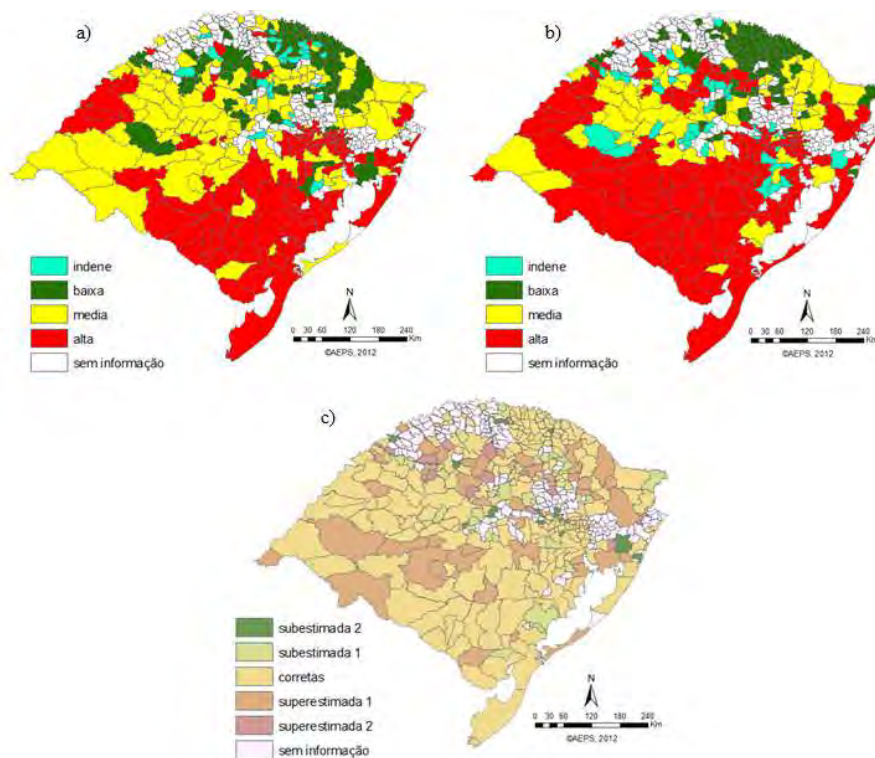 a)
indene
baixa
media
alta
sem informação
N
0 30 60 120 180 240
Km
©AEPS, 2012
b)
indene
baixa
media
alta
sem informação
N
0 30 60 120 180 240
Km
©AEPS, 2012
c)
subestimada 2
subestimada 1
corretas
superestimada 1
superestimada 2
sem informação
N
0 30 60 120 180 240
Km
©AEPS, 2012